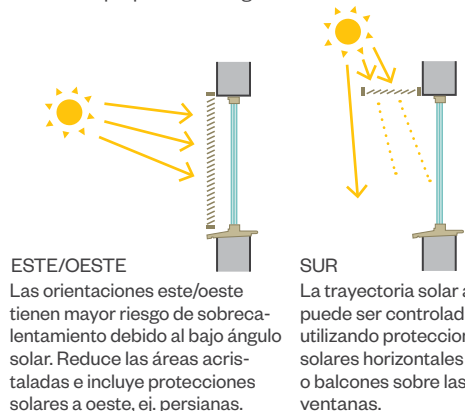 ESTE/OESTE
Las orientaciones este/oeste
tienen mayor riesgo de sobreca-
lentamiento debido al bajo ángulo
solar. Reduce las áreas acris-
taladas e incluye protecciones
solares a oeste, ej. persianas.
SUR
La trayectoria solar
puede ser
utilizando
solares horizontales
o balcones sobre las
ventanas.